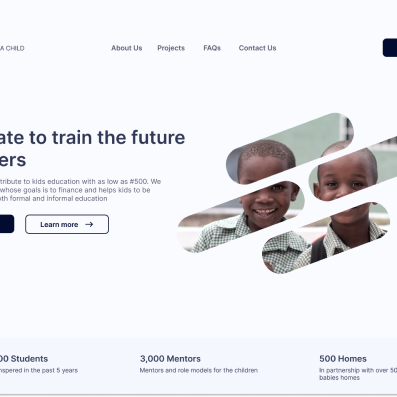 A CHILD
About Us
Projects
FAQs
Contact Us
ate to train the future
ers
tribute to kids education with as low as #500. We
whose goals is to finance and helps kids to be
oth formal and informal education
Learn more
00 Students
nspered in the past 5 years
3,000 Mentors
Mentors and role models for the children
500 Homes
In partnership with over 50
babies homes